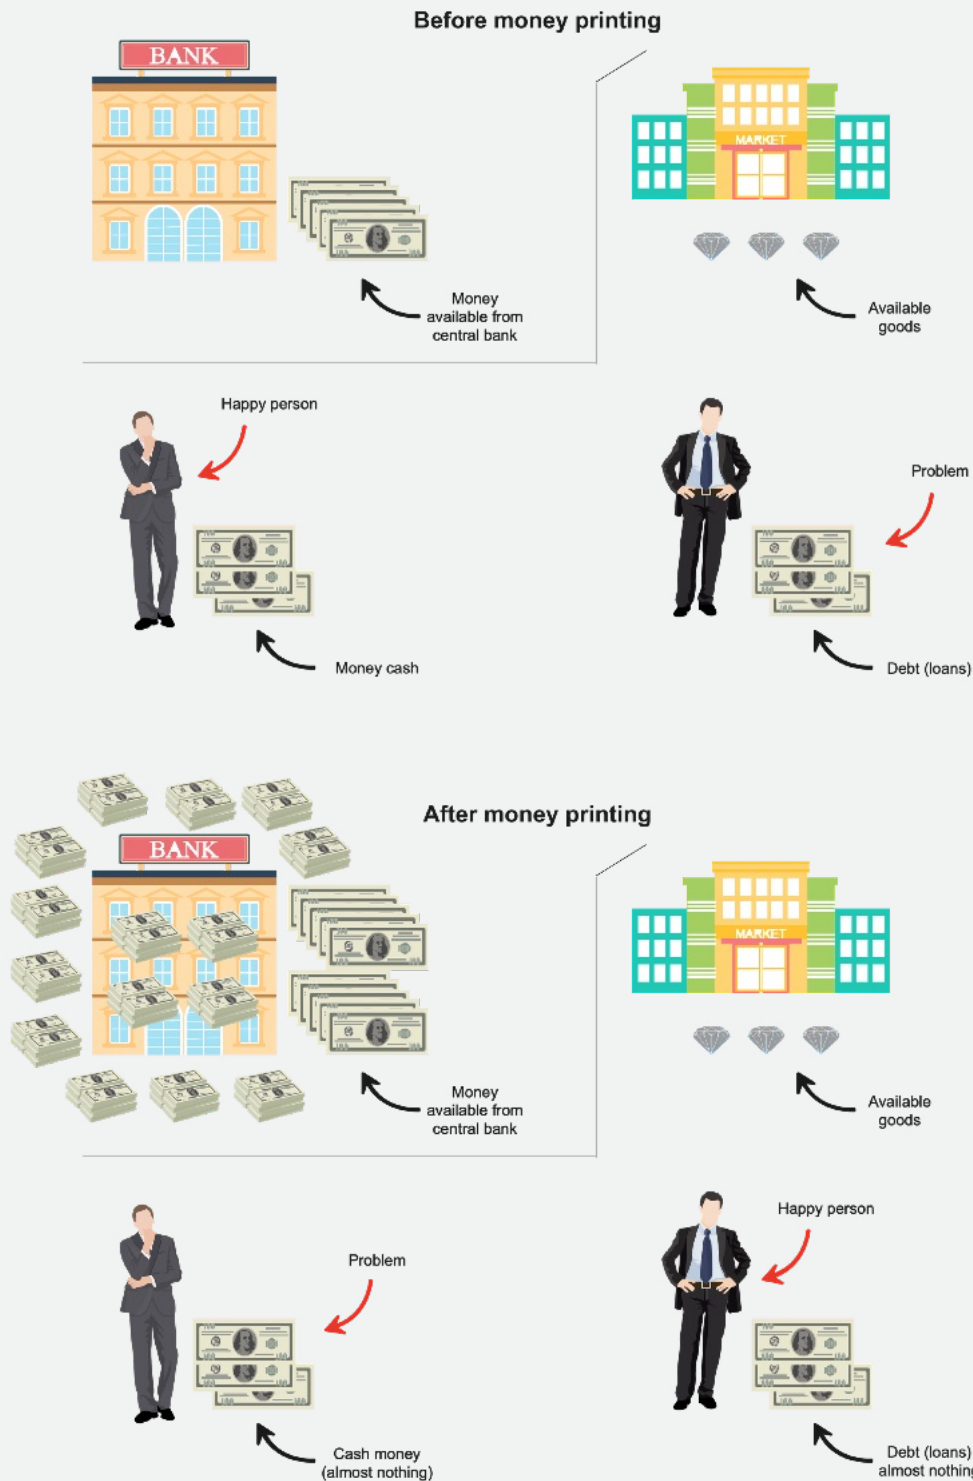 Before money printing
BANK
MARKET
Money
available from
central bank
Available
goods
Happy person
Problem
Money cash
Debt (loans)
After money printing
BANK
MARKET
Money
available from
central bank
Available
goods
Happy person
Problem
Cash money
(almost nothing)
Debt (loans)
almost nothing